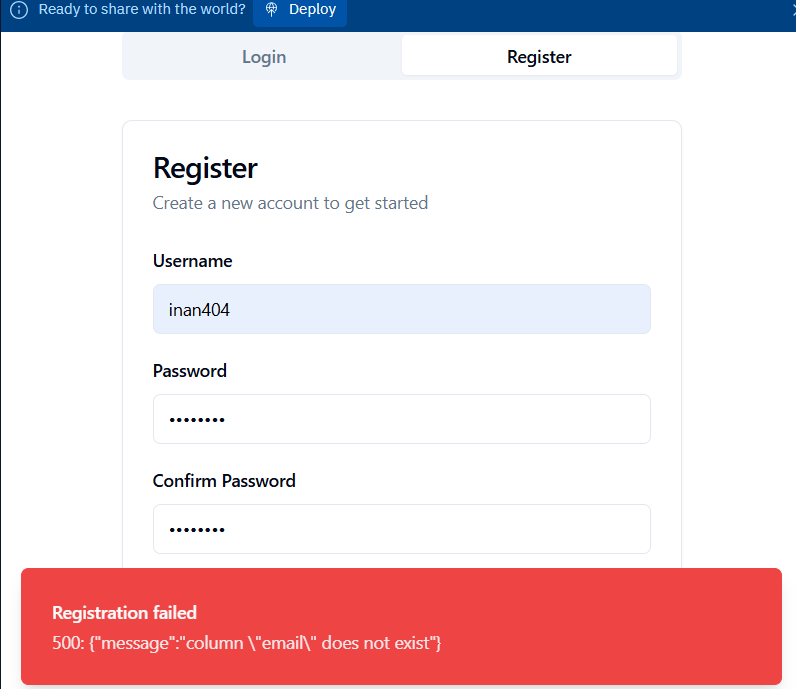 Ready to share with the world? Deploy
Login Register
Register
Create a new account to get started
Username
inan404
Password
••••••••
Confirm Password
••••••••
Registration failed
500: {"message":"column \"email\" does not exist"}